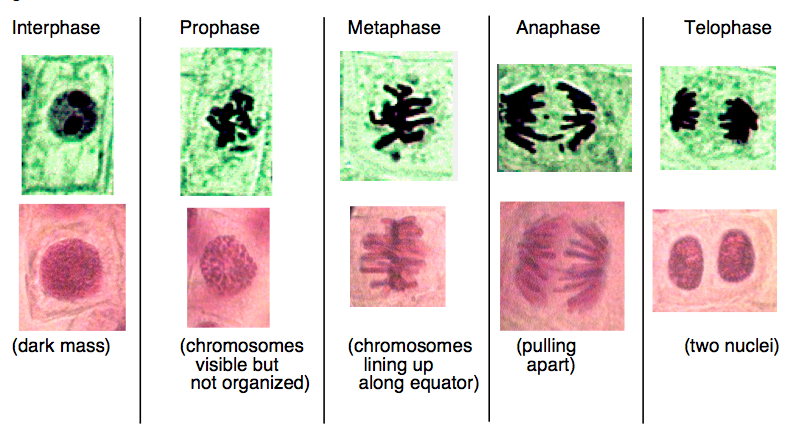 Interphase
Prophase
Metaphase
Anaphase
Telophase
(dark mass)
(chromosomes
visible but
not organized)
(chromosomes
lining up
along equator)
(pulling
apart)
(two nuclei)